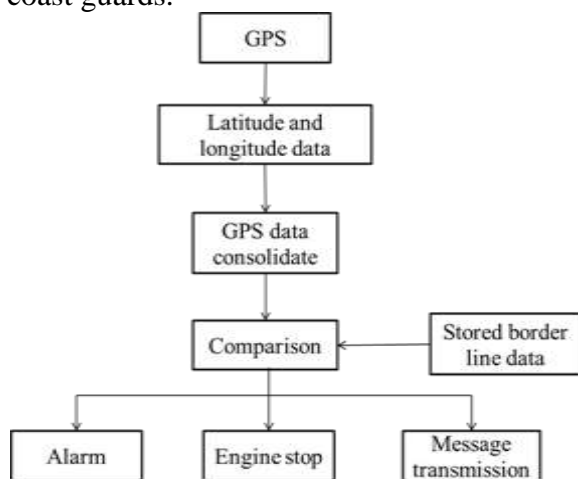 coast guards.
GPS
Latitude and
longitude data
GPS data
consolidate
Comparison
Stored border
line data
Alarm
Engine stop
Message
transmission